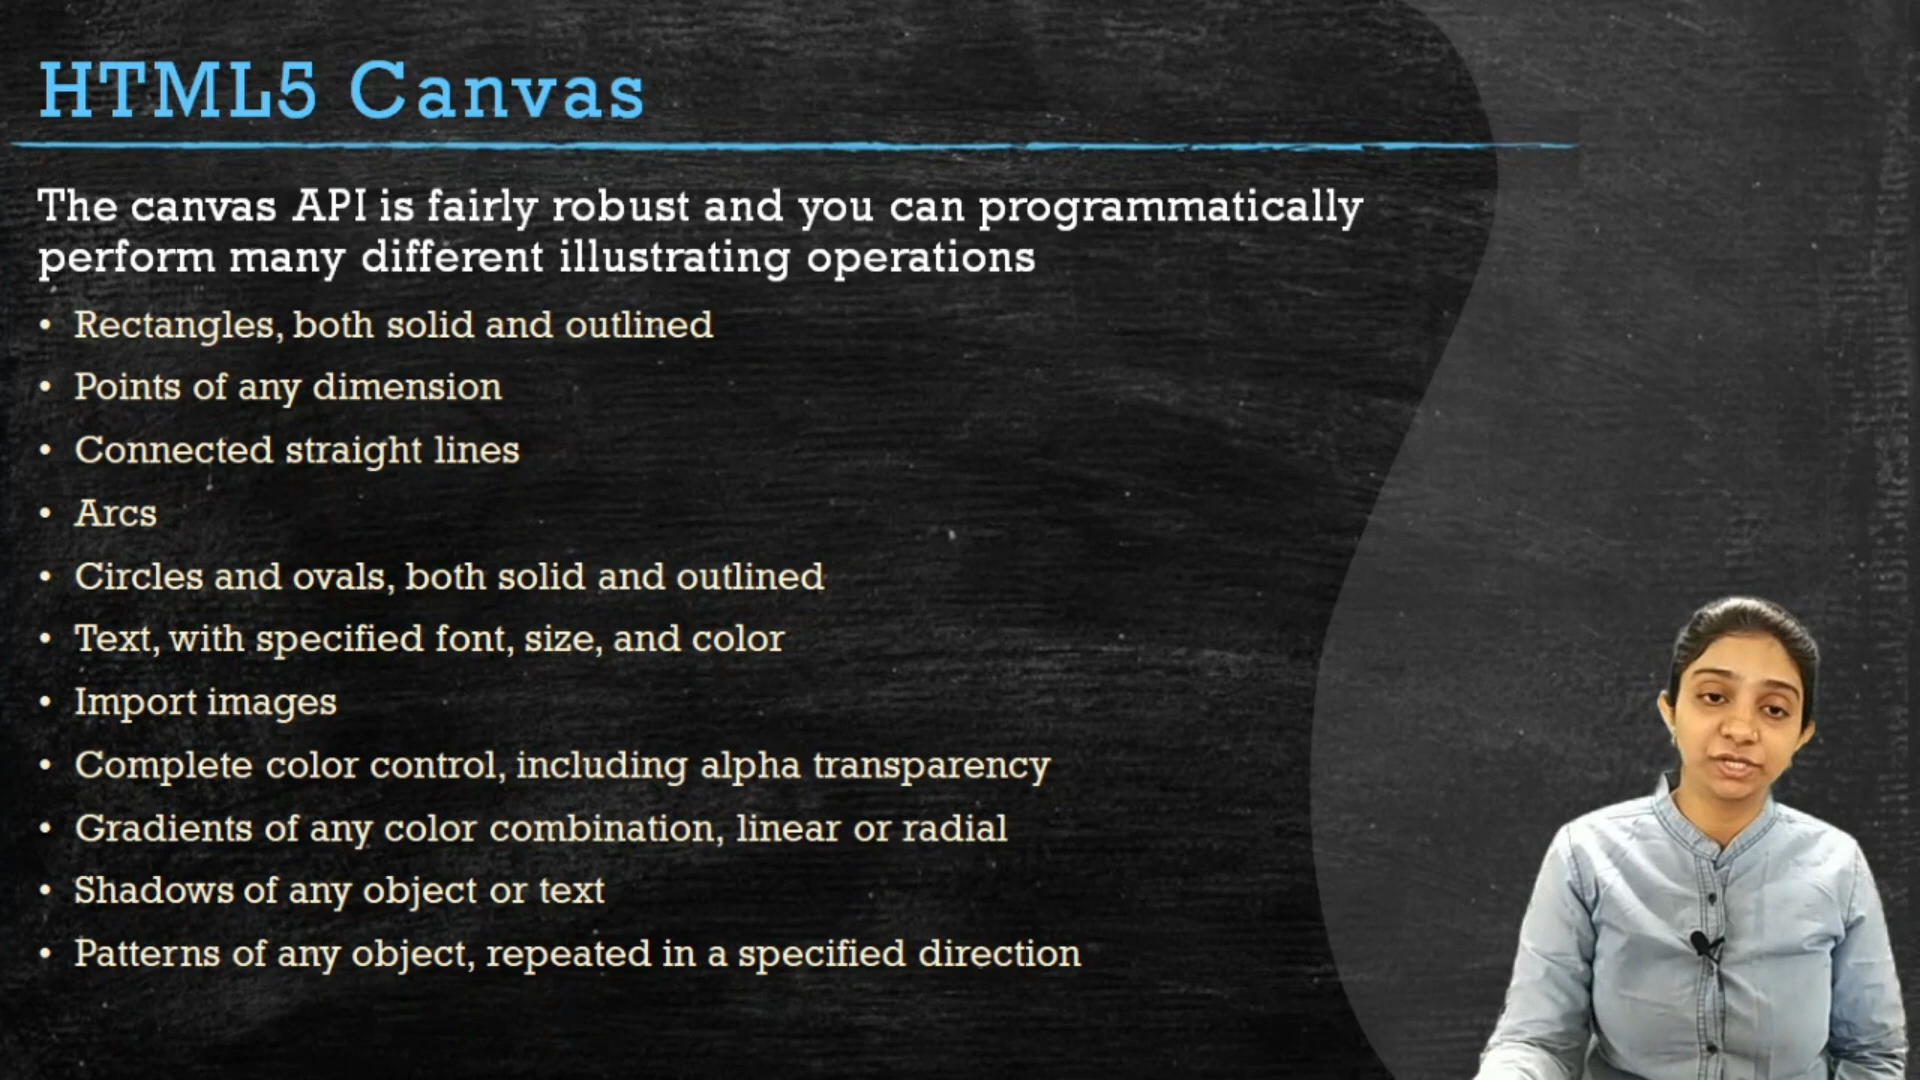 HTML5 Canvas
The canvas API is fairly robust and you can programmatically
perform many different illustrating operations
• Rectangles, both solid and outlined
• Points of any dimension
• Connected straight lines
• Arcs
• Circles and ovals, both solid and outlined
• Text, with specified font, size, and color
• Import images
• Complete color control, including alpha transparency
• Gradients of any color combination, linear or radial
• Shadows of any object or text
• Patterns of any object, repeated in a specified direction